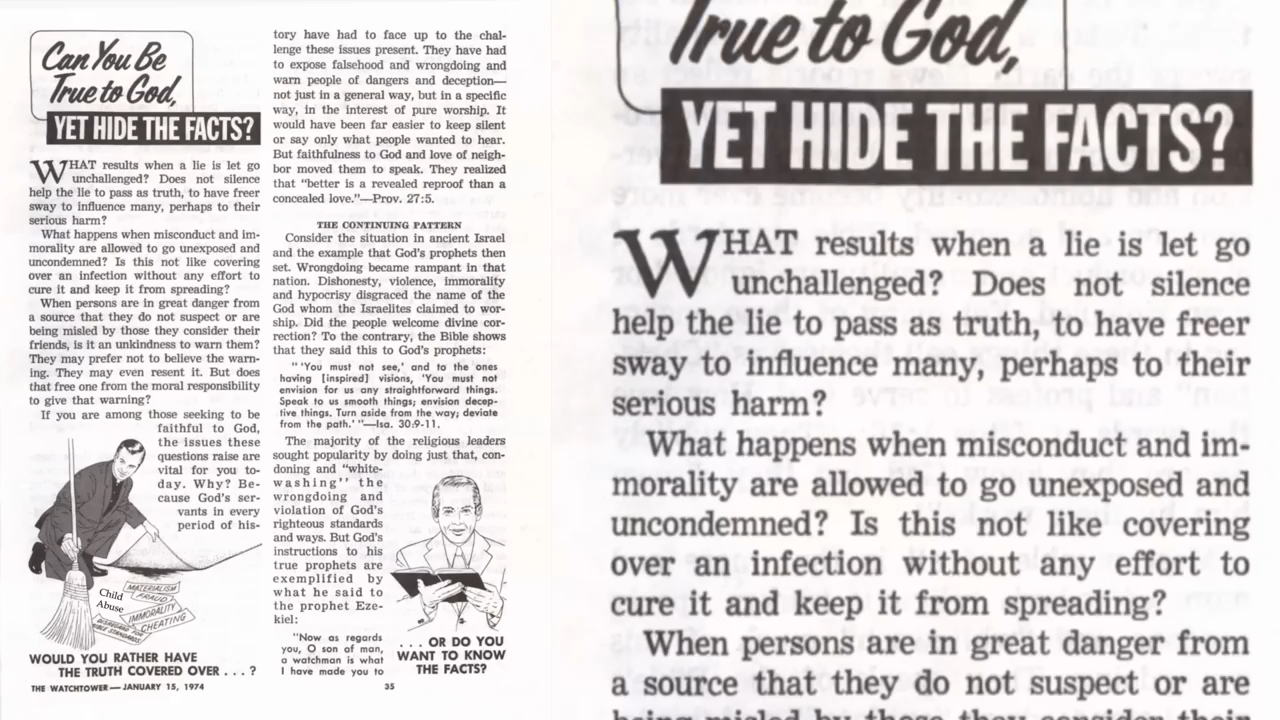 Can You Be
True to God,
YET HIDE THE FACTS?
WHAT results when a lie is let go
unchallenged? Does not silence
help the lie to pass as truth, to have freer
sway to influence many, perhaps to their
serious harm?
What happens when misconduct and im-
morality are allowed to go unexposed and
uncondemned? Is this not like covering
over an infection without any effort to
cure it and keep it from spreading?
When persons are in great danger from
a source that they do not suspect or are
being misled by those they consider their
friends, is it an unkindness to warn them?
They may prefer not to believe the warn-
ing. They may even resent it. But does
that free one from the moral responsibility
to give that warning?
If you are among those seeking to be
faithful to God,
the issues these
questions raise are
vital for you to-
day. Why? Be-
cause God's ser-
vants in every
period of his-
Child
Abuse
MATERIALISM
FRAUD
IMMORALITY
CHEATING
DISREGARD FOR
BIBLE STANDARDS
WOULD YOU RATHER HAVE
THE TRUTH COVERED OVER . . . ?
THE WATCHTOWER—JANUARY 15, 1974
tory have had to face up to the chal-
lenge these issues present. They have had
to expose falsehood and wrongdoing and
warn people of dangers and deception—
not just in a general way, but in a specific
way, in the interest of pure worship. It
would have been far easier to keep silent
or say only what people wanted to hear.
But faithfulness to God and love of neigh-
bor moved them to speak. They realized
that "better is a revealed reproof than a
concealed love."—Prov. 27:5.
THE CONTINUING PATTERN
Consider the situation in ancient Israel
and the example that God's prophets then
set. Wrongdoing became rampant in that
nation. Dishonesty, violence, immorality
and hypocrisy disgraced the name of the
God whom the Israelites claimed to wor-
ship. Did the people welcome divine cor-
rection? To the contrary, the Bible shows
that they said this to God's prophets:
" 'You must not see,' and to the ones
having [inspired] visions, 'You must not
envision for us any straightforward things.
Speak to us smooth things; envision decep-
tive things. Turn aside from the way; deviate
from the path.' "—Isa. 30:9-11.
The majority of the religious leaders
sought popularity by doing just that, con-
doning and "white-
washing" the
wrongdoing and
violation of God's
righteous standards
and ways. But God's
instructions to his
true prophets are
exemplified by
what he said to
the prophet Eze-
kiel:
"Now as regards
you, O son of man,
a watchman is what
I have made you to
. . . OR DO YOU
WANT TO KNOW
THE FACTS?
35
True to God,
YET HIDE THE FACTS?
WHAT results when a lie is let go
unchallenged? Does not silence
help the lie to pass as truth, to have freer
sway to influence many, perhaps to their
serious harm?
What happens when misconduct and im-
morality are allowed to go unexposed and
uncondemned? Is this not like covering
over an infection without any effort to
cure it and keep it from spreading?
When persons are in great danger from
a source that they do not suspect or are
being misled by those they consider their